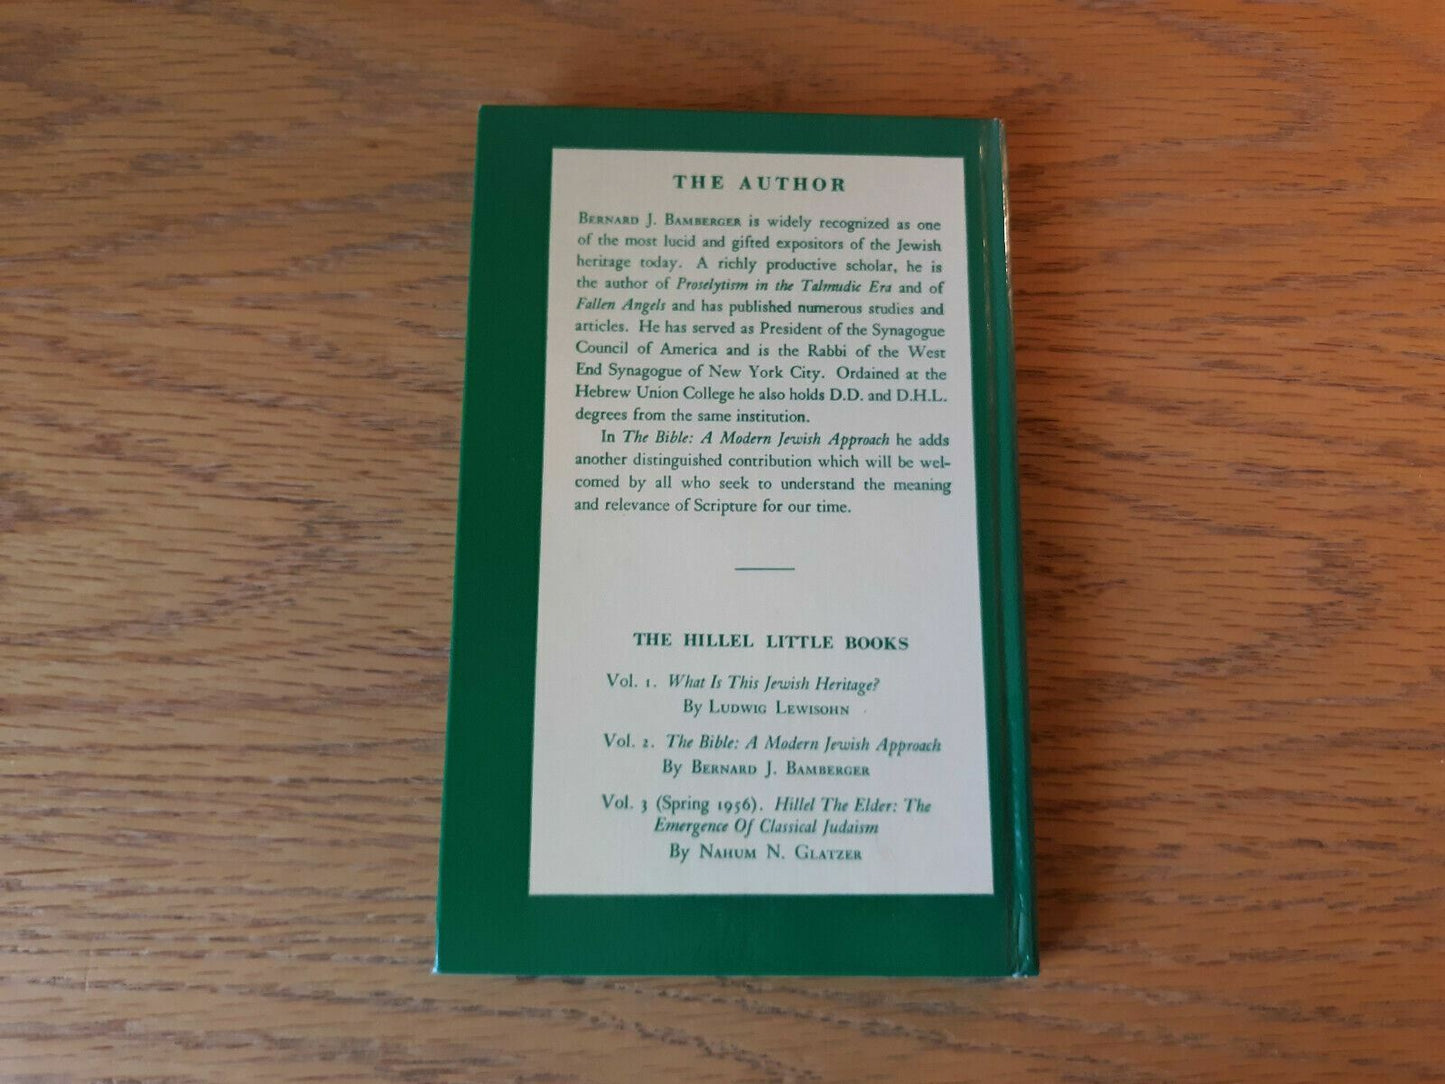 THE AUTHOR
BERNARD J. BAMBERGER is widely recognized as one
of the most lucid and gifted expositors of the Jewish
heritage today. A richly productive scholar, he is
the author of Proselytism in the Talmudic Era and of
Fallen Angels and has published numerous studies and
articles. He has served as President of the Synagogue
Council of America and is the Rabbi of the West
End Synagogue of New York City. Ordained at the
Hebrew Union College he also holds D.D. and D.H.L.
degrees from the same institution.
In The Bible: A Modern Jewish Approach he adds
another distinguished contribution which will be wel-
comed by all who seek to understand the meaning
and relevance of Scripture for our time.
THE HILLEL LITTLE BOOKS
Vol. 1. What Is This Jewish Heritage?
By LUDWIG LEWISOHN
Vol. 2. The Bible: A Modern Jewish Approach
By BERNARD J. BAMBERGER
Vol. 3 (Spring 1956). Hillel The Elder: The
Emergence Of Classical Judaism
By NAHUM N. GLATZER